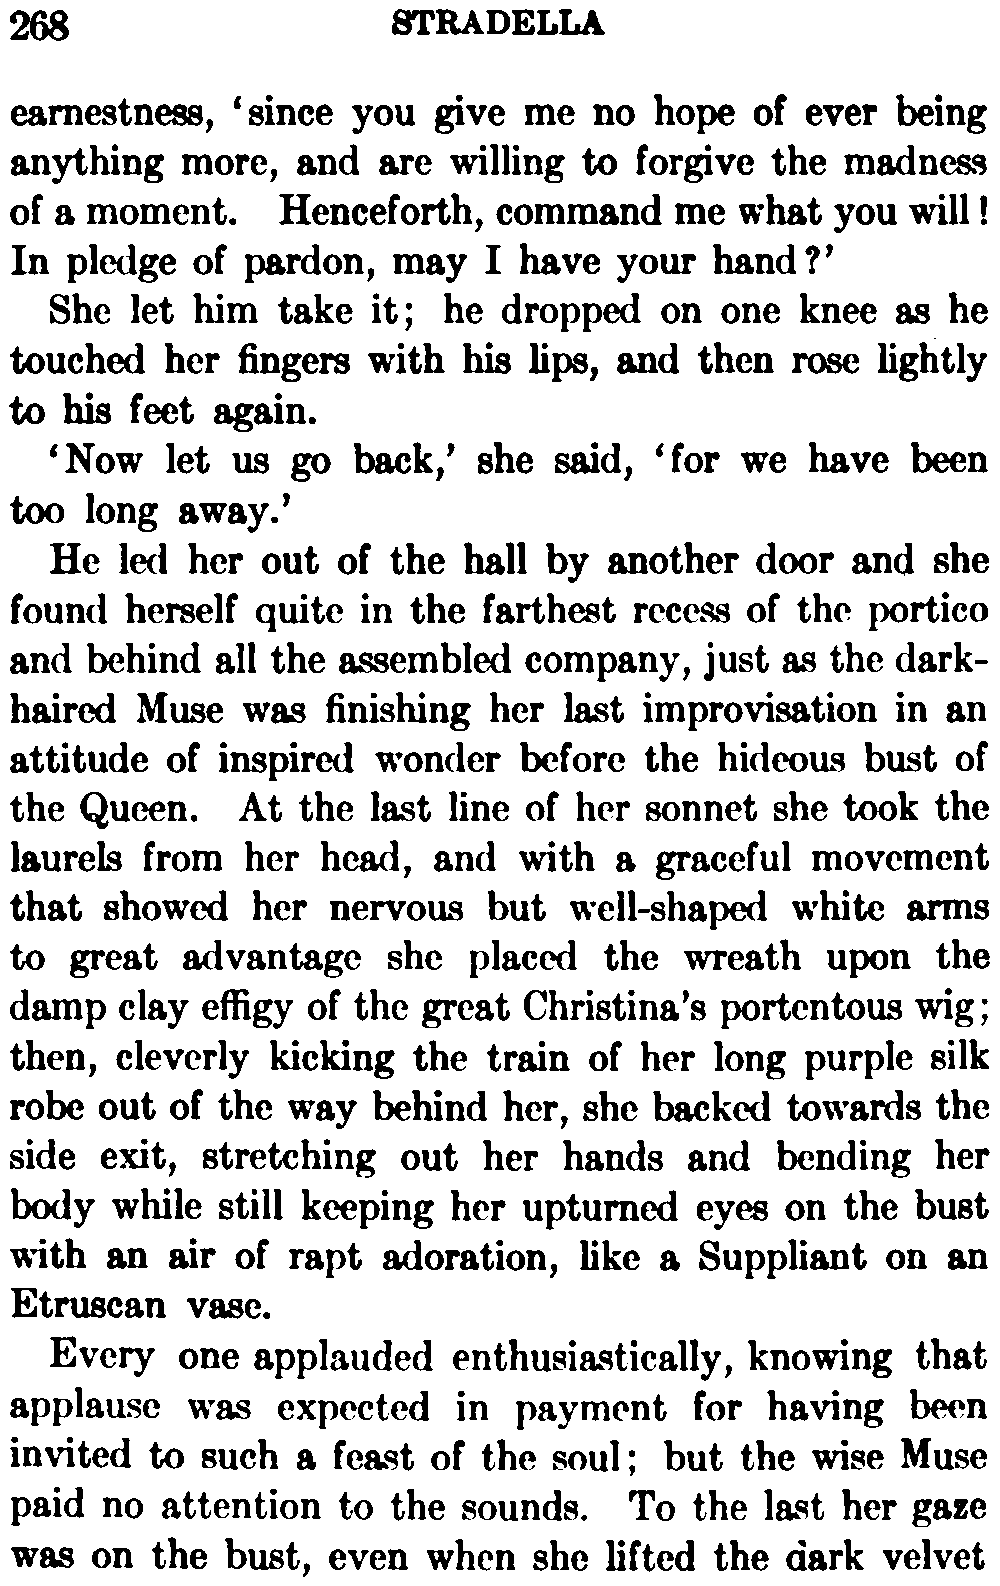 268 STRADELLA
earnestness, ‘since you give me no hope of ever being
anything more, and are willing to forgive the madness
of a moment. Henceforth, command me what you will!
In pledge of pardon, may I have your hand?’
She let him take it; he dropped on one knee as he
touched her fingers with his lips, and then rose lightly
to his feet again.
‘Now let us go back,’ she said, ‘for we have been
too long away.’
He led her out of the hall by another door and she
found herself quite in the farthest recess of the portico
and behind all the assembled company, just as the dark-
haired Muse was finishing her last improvisation in an
attitude of inspired wonder before the hideous bust of
the Queen. At the last line of her sonnet she took the
laurels from her head, and with a graceful movement
that showed her nervous but well-shaped white arms
to great advantage she placed the wreath upon the
damp clay effigy of the great Christina’s portentous wig;
then, cleverly kicking the train of her long purple silk
robe out of the way behind her, she backed towards the
side exit, stretching out her hands and bending her
body while still keeping her upturned eyes on the bust
with an air of rapt adoration, like a Suppliant on an
Etruscan vase.
Every one applauded enthusiastically, knowing that
applause was expected in payment for having been
invited to such a feast of the soul; but the wise Muse
paid no attention to the sounds. To the last her gaze
was on the bust, even when she lifted the dark velvet